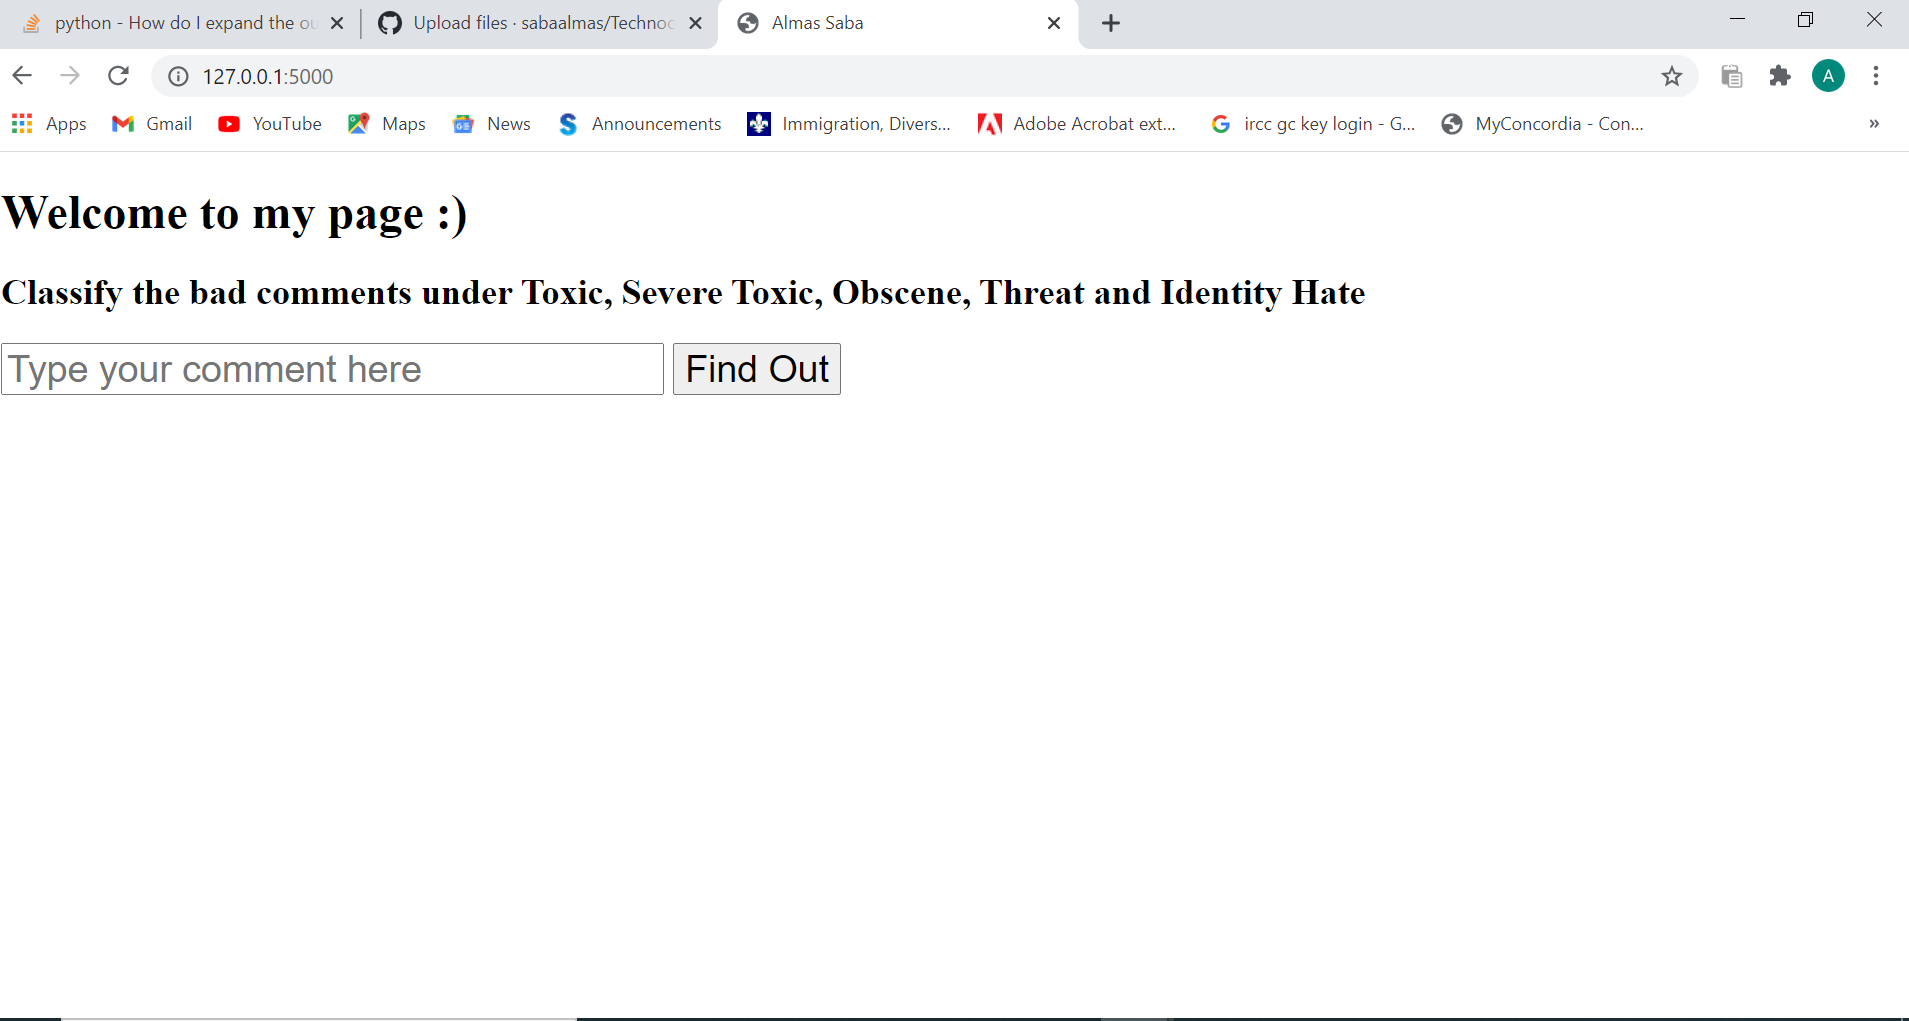 python - How do I expand the ou
Upload files · sabaalmas/Technoc
Almas Saba
127.0.0.1:5000
A
Apps
Gmail
YouTube
Maps
News
Announcements
Immigration, Divers...
Adobe Acrobat ext...
ircc gc key login - G...
MyConcordia - Con...
»
Welcome to my page :)
Classify the bad comments under Toxic, Severe Toxic, Obscene, Threat and Identity Hate
Type your comment here
Find Out